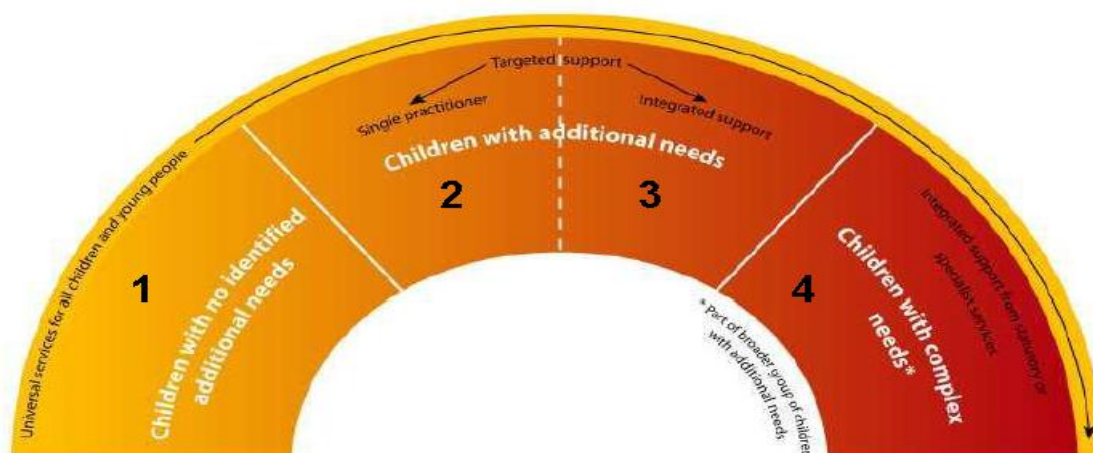 Universal services for all children and young people
1
Children with no identified
additional needs
Targeted support
Single practitioner
Integrated support
Children with additional needs
2
3
4
Children with complex
needs*
Integrated support from statutory or
specialist services
* Part of broader group of children
with additional needs